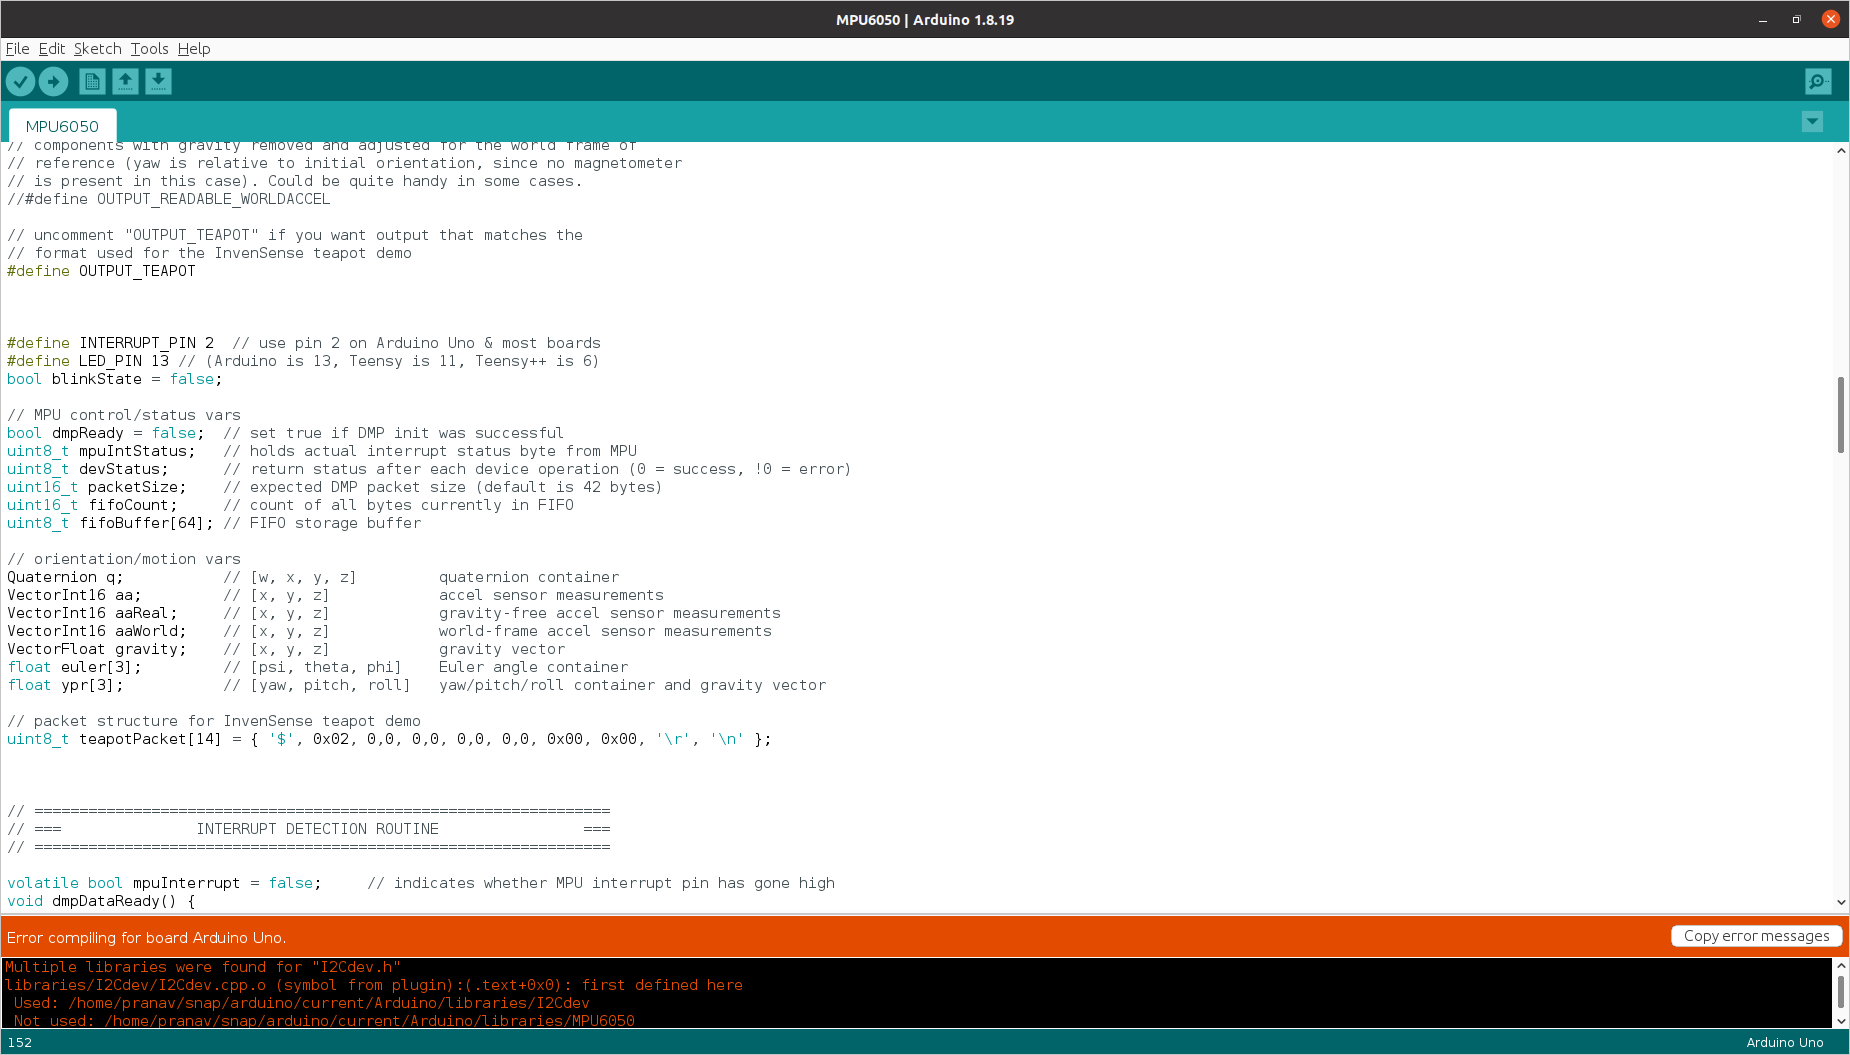 MPU6050 | Arduino 1.8.19
File Edit Sketch Tools Help
MPU6050
// components with gravity removed and adjusted for the world frame of
// reference (yaw is relative to initial orientation, since no magnetometer
// is present in this case). Could be quite handy in some cases.
//#define OUTPUT_READABLE_WORLDACCEL
// uncomment "OUTPUT_TEAPOT" if you want output that matches the
// format used for the InvenSense teapot demo
#define OUTPUT_TEAPOT
#define INTERRUPT_PIN 2  // use pin 2 on Arduino Uno & most boards
#define LED_PIN 13 // (Arduino is 13, Teensy is 11, Teensy++ is 6)
bool blinkState = false;
// MPU control/status vars
bool dmpReady = false;  // set true if DMP init was successful
uint8_t mpuIntStatus;   // holds actual interrupt status byte from MPU
uint8_t devStatus;      // return status after each device operation (0 = success, !0 = error)
uint16_t packetSize;    // expected DMP packet size (default is 42 bytes)
uint16_t fifoCount;     // count of all bytes currently in FIFO
uint8_t fifoBuffer[64]; // FIFO storage buffer
// orientation/motion vars
Quaternion q;           // [w, x, y, z]         quaternion container
VectorInt16 aa;         // [x, y, z]            accel sensor measurements
VectorInt16 aaReal;     // [x, y, z]            gravity-free accel sensor measurements
VectorInt16 aaWorld;    // [x, y, z]            world-frame accel sensor measurements
VectorFloat gravity;    // [x, y, z]            gravity vector
float euler[3];         // [psi, theta, phi]    Euler angle container
float ypr[3];           // [yaw, pitch, roll]   yaw/pitch/roll container and gravity vector
// packet structure for InvenSense teapot demo
uint8_t teapotPacket[14] = { '$', 0x02, 0,0, 0,0, 0,0, 0,0, 0x00, 0x00, '\r', '\n' };
// ================================================================
// ===               INTERRUPT DETECTION ROUTINE                ===
// ================================================================
volatile bool mpuInterrupt = false;     // indicates whether MPU interrupt pin has gone high
void dmpDataReady() {
Error compiling for board Arduino Uno.
Copy error messages
Multiple libraries were found for "I2Cdev.h"
libraries/I2Cdev/I2Cdev.cpp.o (symbol from plugin):(.text+0x0): first defined here
Used: /home/pranav/snap/arduino/current/Arduino/libraries/I2Cdev
Not used: /home/pranav/snap/arduino/current/Arduino/libraries/MPU6050
152
Arduino Uno